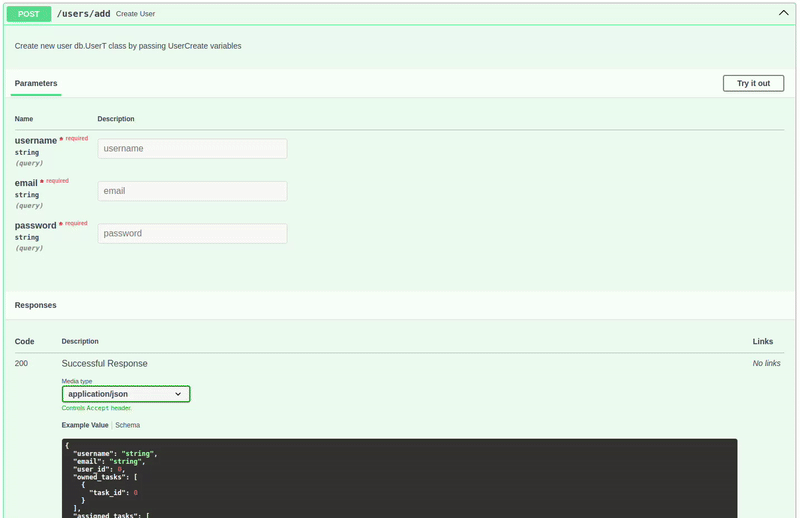 POST /users/add Create User
Create new user db.UserT class by passing UserCreate variables
Parameters
Try it out
Name Description
username * required
string
(query)
username
email * required
string
(query)
email
password * required
string
(query)
password
Responses
Code Description Links
200 Successful Response No links
Media type
application/json
Controls Accept header.
Example Value | Schema
{
"username": "string",
"email": "string",
"user_id": 0,
"owned_tasks": [
{
"task_id": 0
}
],
"assigned_tasks": [